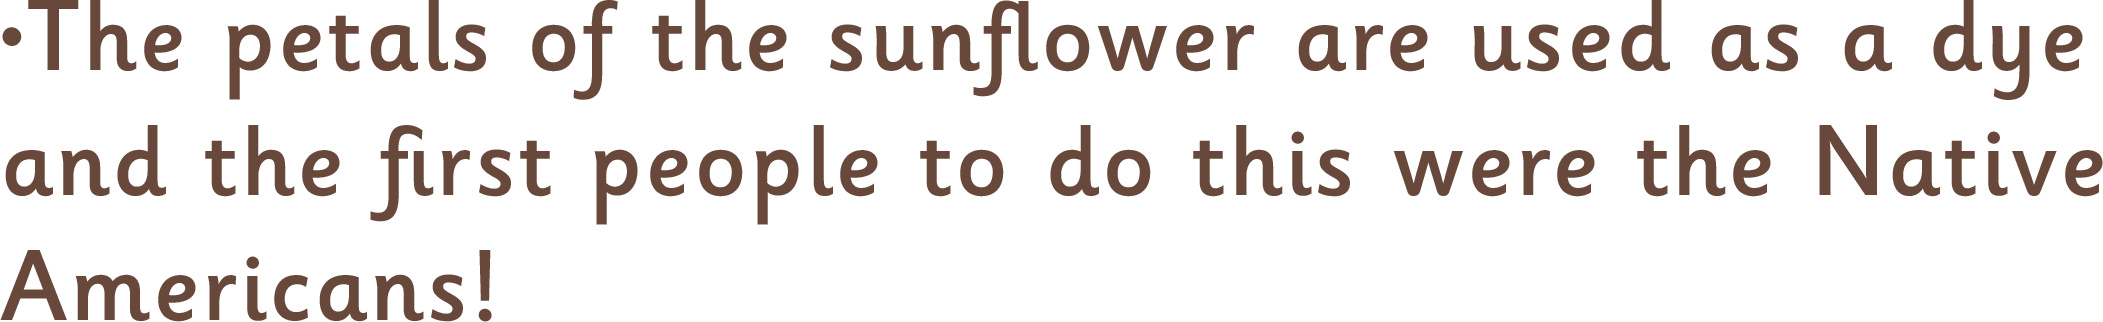 •The petals of the sunflower are used as a dye
and the first people to do this were the Native
Americans!